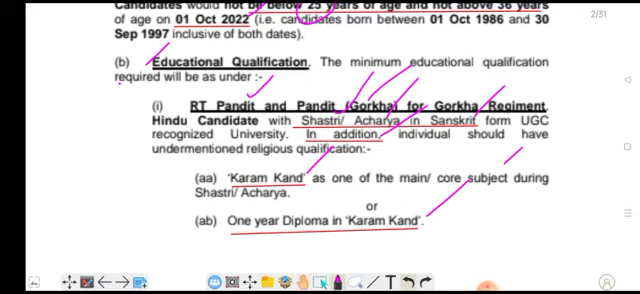 Candidates would not be below 25 years of age and not above 36 years
of age on 01 Oct 2022 (i.e. candidates born between 01 Oct 1986 and 30
Sep 1997 inclusive of both dates).
2/31
(b) Educational Qualification. The minimum educational qualification
required will be as under :-
(i) RT Pandit and Pandit (Gorkha) for Gorkha Regiment.
Hindu Candidate with Shastri/ Acharya in Sanskrit form UGC
recognized University. In addition, individual should have
undermentioned religious qualification:-
(aa) 'Karam Kand' as one of the main/ core subject during
Shastri/ Acharya.
or
(ab) One year Diploma in 'Karam Kand'.
T